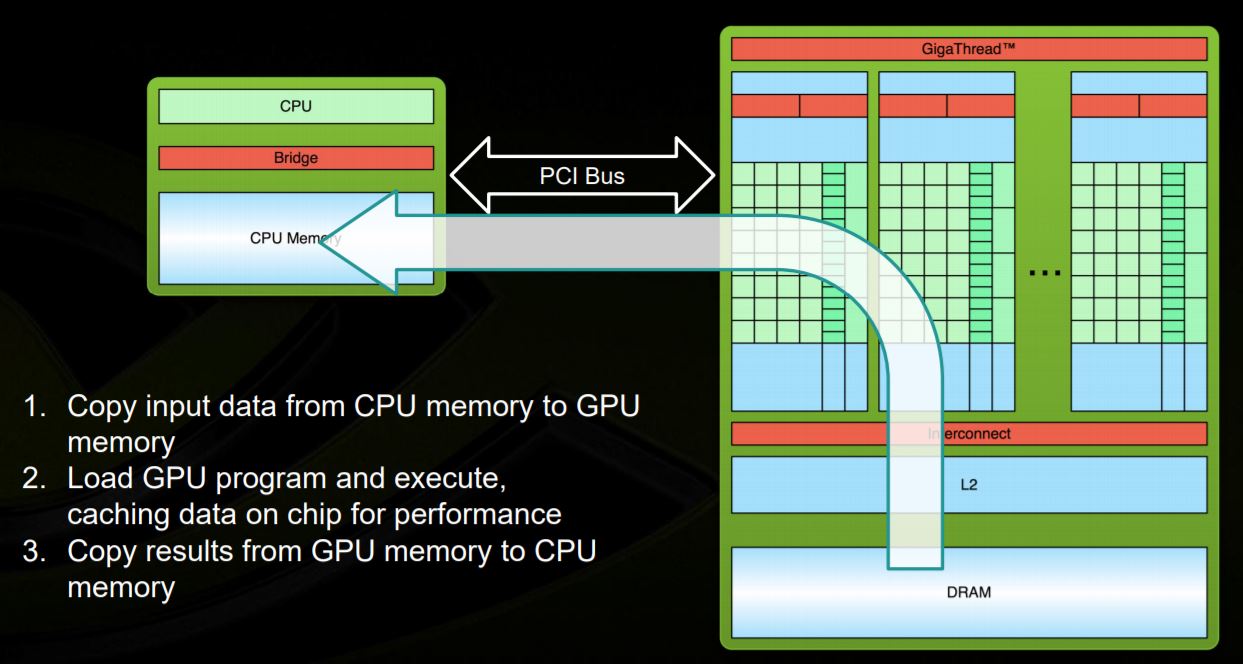 GigaThread™
CPU
Bridge
PCI Bus
CPU Memory
...
Interconnect
L2
DRAM
1. Copy input data from CPU memory to GPU
memory
2. Load GPU program and execute,
caching data on chip for performance
3. Copy results from GPU memory to CPU
memory